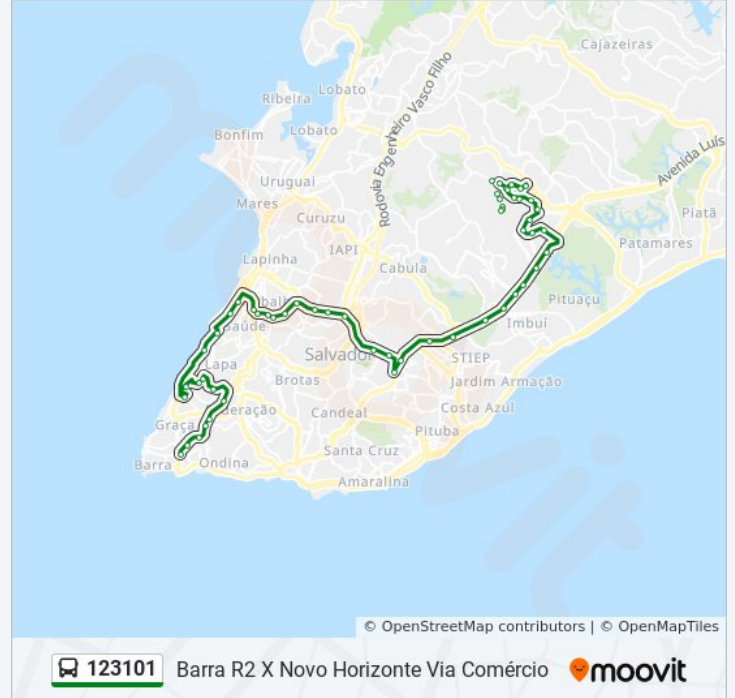 Cajazeiras
Lobato
Ribeira
Lobato
Bonfim
Rodovia Engenheiro Vasco Filho
Avenida Luís
Uruguai
Mares
Curuzu
Piatã
Patamares
IAPI
Lapinha
Cabula
Pituaçu
Saúde
Imbuí
Salvador
STIEP
Lapa
Brotas
Jardim Armação
Costa Azul
Candeal
Graça
Pituba
Santa Cruz
Barra
Ondina
Amaralina
© OpenStreetMap contributors | © OpenMapTiles
123101 Barra R2 X Novo Horizonte Via Comércio moovit